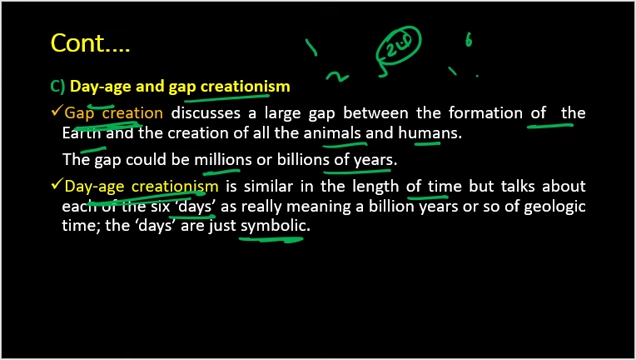 Cont....
1
2
6
C) Day-age and gap creationism
✓Gap creation discusses a large gap between the formation of the
Earth and the creation of all the animals and humans.
The gap could be millions or billions of years.
✓Day-age creationism is similar in the length of time but talks about
each of the six ‘days’ as really meaning a billion years or so of geologic
time; the ‘days’ are just symbolic.